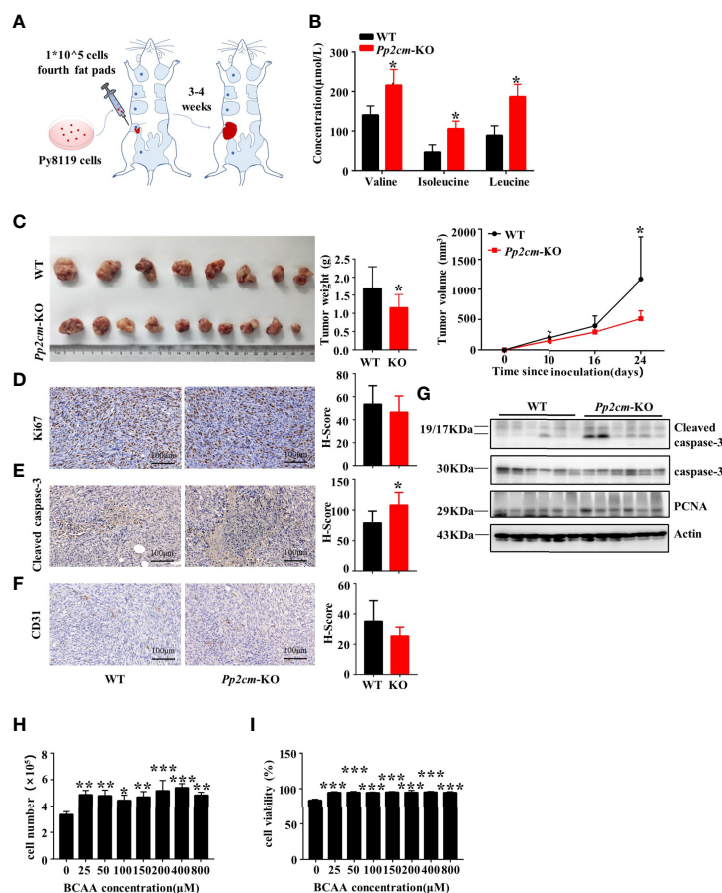 A
1*10^5 cells
fourth fat pads
3-4
weeks
Py8119 cells
B
WT
Pp2cm-KO
Concentration(μmol/L)
300
200
100
0
* * *
Valine Isoleucine Leucine
C
WT
Pp2cm-KO
Tumor weight (g)
2.5
2.0
1.5
1.0
0.5
0.0
*
WT KO
WT
Pp2cm-KO
Tumor volume (mm³)
2000
1500
1000
500
0
*
0 10 16 24
Time since inoculation(days)
D
Ki67
100μm 100μm
H-Score
80
60
40
20
0
WT KO
E
Cleaved caspase-3
100μm 100μm
H-Score
150
100
50
0
*
WT KO
F
CD31
100μm 100μm
WT Pp2cm-KO
H-Score
60
40
20
0
WT KO
G
WT Pp2cm-KO
19/17KDa Cleaved
caspase-3
30KDa caspase-3
29KDa PCNA
43KDa Actin
H
cell number (×10⁵)
8
6
4
2
0
** ** * ** *** *** **
0 25 50 100 150 200 400 800
BCAA concentration(μM)
I
cell viability (%)
150
100
50
0
*** *** *** *** *** *** ***
0 25 50 100 150 200 400 800
BCAA concentration(μM)